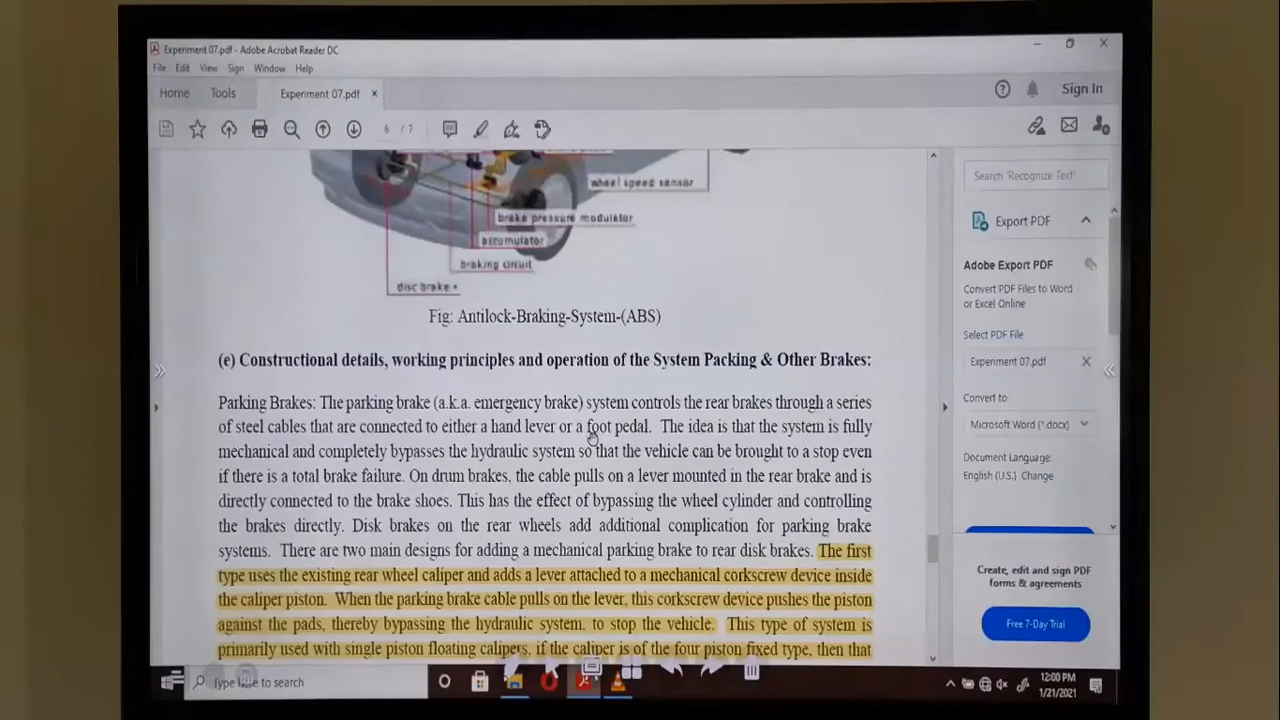 Experiment 07.pdf - Adobe Acrobat Reader DC
File Edit View Sign Window Help
Home Tools Experiment 07.pdf ×
Sign In
6 / 7
Search 'Recognize Text'
wheel speed sensor
brake pressure modulator
accumulator
braking circuit
disc brake
Export PDF
Adobe Export PDF
Convert PDF Files to Word
or Excel Online
Select PDF File
Experiment 07.pdf ×
Convert to
Microsoft Word (*.docx)
Document Language:
English (U.S.) Change
Fig: Antilock-Braking-System-(ABS)
(e) Constructional details, working principles and operation of the System Packing & Other Brakes:
Parking Brakes: The parking brake (a.k.a. emergency brake) system controls the rear brakes through a series
of steel cables that are connected to either a hand lever or a foot pedal. The idea is that the system is fully
mechanical and completely bypasses the hydraulic system so that the vehicle can be brought to a stop even
if there is a total brake failure. On drum brakes, the cable pulls on a lever mounted in the rear brake and is
directly connected to the brake shoes. This has the effect of bypassing the wheel cylinder and controlling
the brakes directly. Disk brakes on the rear wheels add additional complication for parking brake
systems. There are two main designs for adding a mechanical parking brake to rear disk brakes. The first
type uses the existing rear wheel caliper and adds a lever attached to a mechanical corkscrew device inside
the caliper piston. When the parking brake cable pulls on the lever, this corkscrew device pushes the piston
against the pads, thereby bypassing the hydraulic system. to stop the vehicle. This type of system is
primarily used with single piston floating calipers, if the caliper is of the four piston fixed type, then that
Create, edit and sign PDF
forms & agreements
Free 7-Day Trial
Type here to search
12:00 PM
1/21/2021